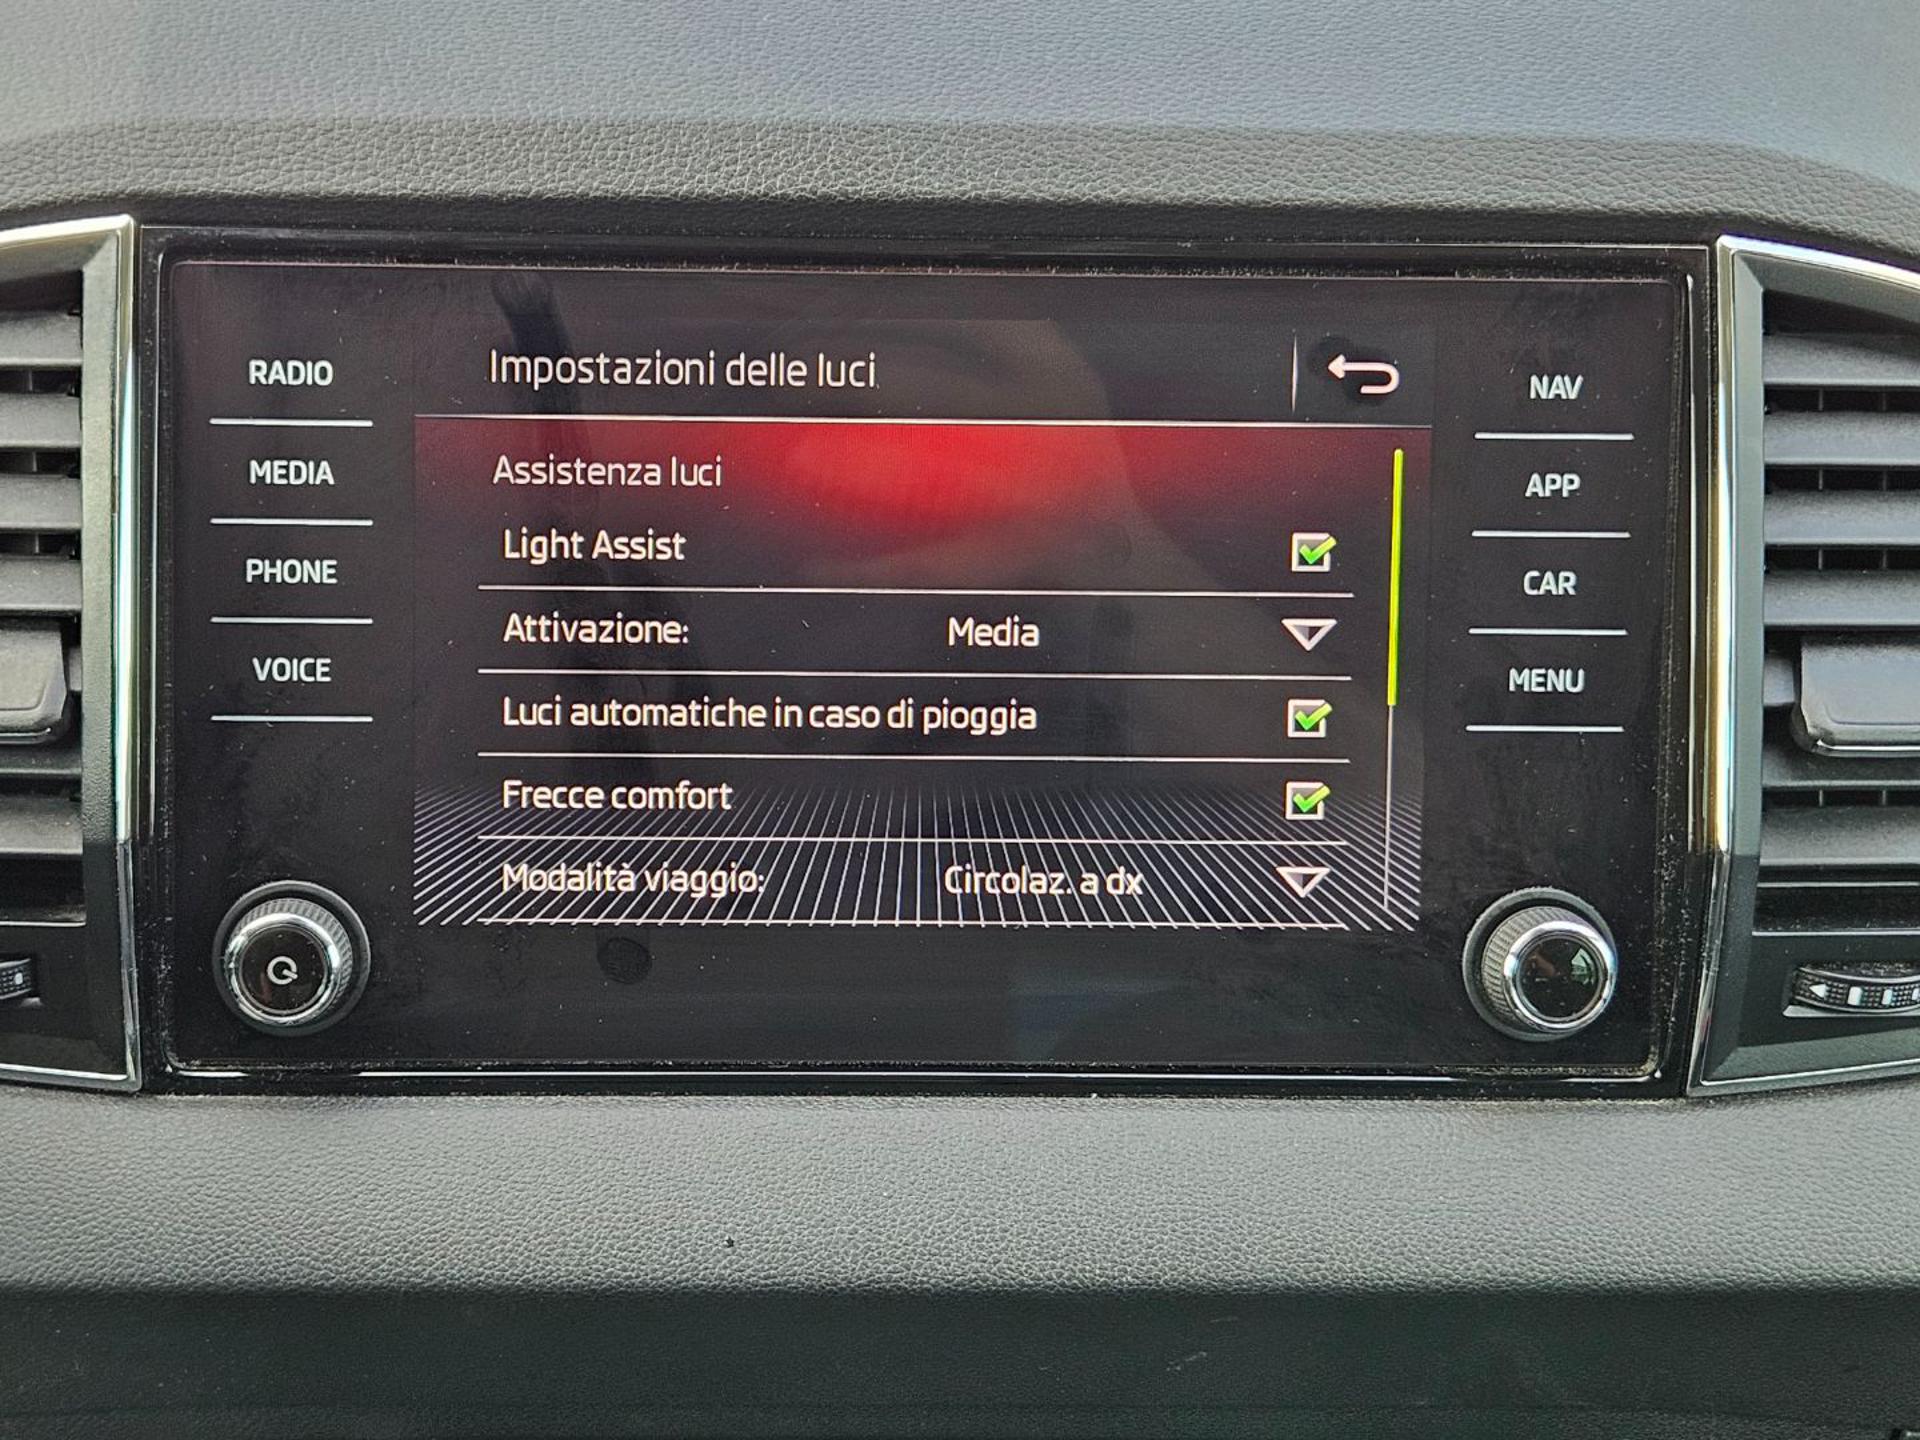 Impostazioni delle luci
RADIO
MEDIA
PHONE
VOICE
Assistenza luci
Light Assist
Attivazione: Media
Luci automatiche in caso di pioggia
Frecce comfort
Modalità viaggio: Circolaz. a dx
NAV
APP
CAR
MENU